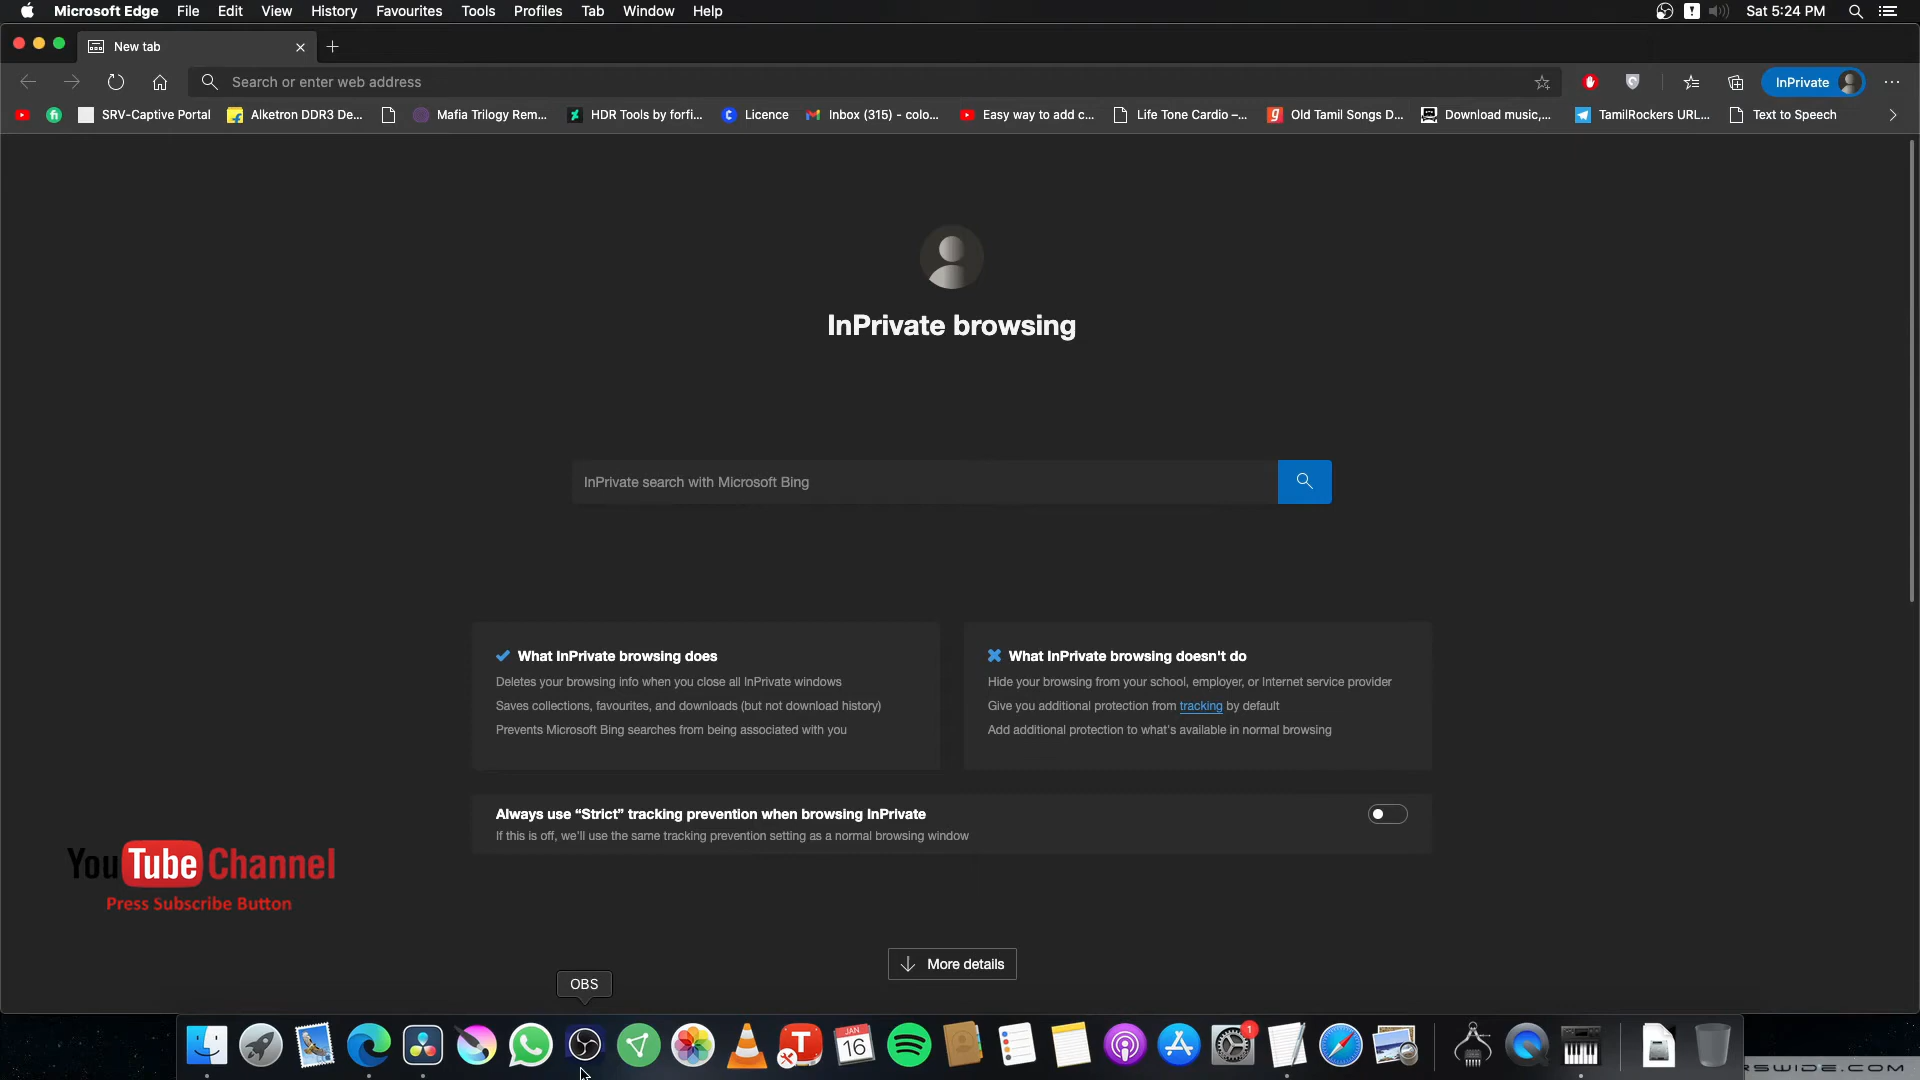 Microsoft Edge File Edit View History Favourites Tools Profiles Tab Window Help Sat 5:24 PM
New tab
Search or enter web address InPrivate
SRV-Captive Portal Alketron DDR3 De... Mafia Trilogy Rem... HDR Tools by forfi... Licence Inbox (315) - colo... Easy way to add c... Life Tone Cardio –... Old Tamil Songs D... Download music,... TamilRockers URL... Text to Speech
InPrivate browsing
InPrivate search with Microsoft Bing
What InPrivate browsing does
Deletes your browsing info when you close all InPrivate windows
Saves collections, favourites, and downloads (but not download history)
Prevents Microsoft Bing searches from being associated with you
What InPrivate browsing doesn't do
Hide your browsing from your school, employer, or Internet service provider
Give you additional protection from tracking by default
Add additional protection to what's available in normal browsing
Always use “Strict” tracking prevention when browsing InPrivate
If this is off, we'll use the same tracking prevention setting as a normal browsing window
YouTube Channel
Press Subscribe Button
More details
OBS
JAN
16
T
1
RSWIDE.COM